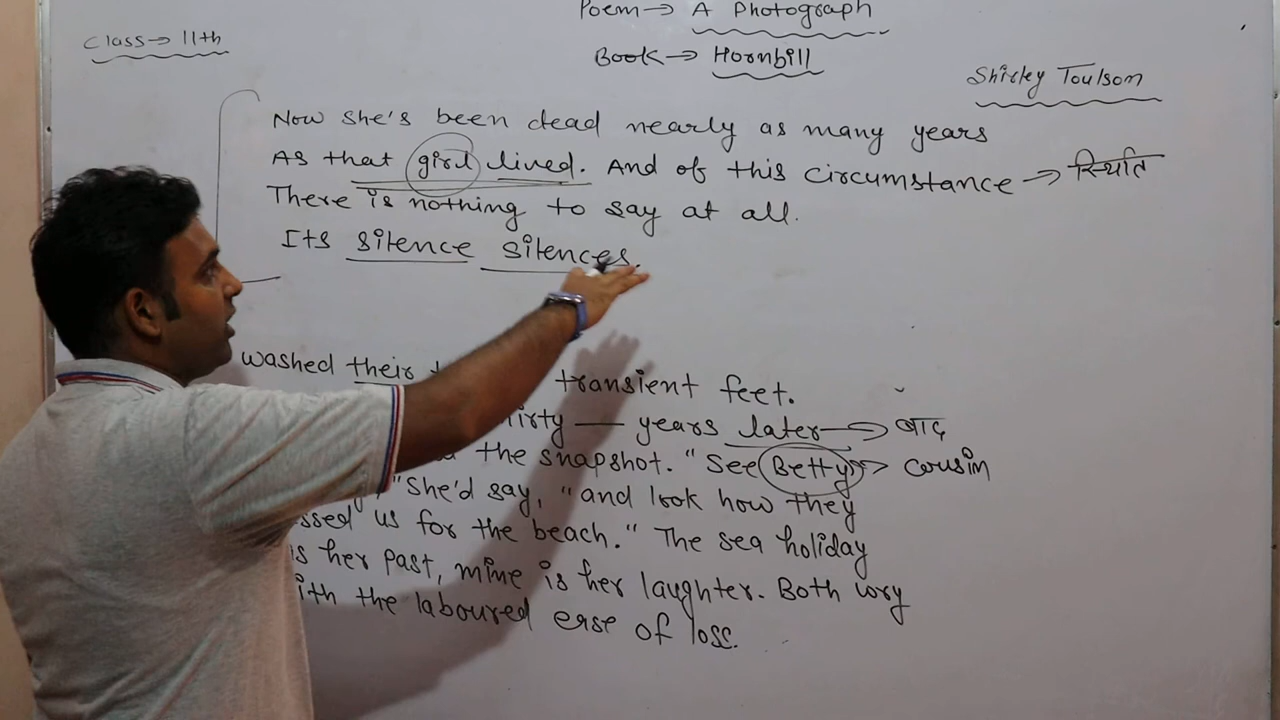 Poem → A Photograph
Class → 11th
Book → Hornbill
Shirley Toulson
Now she's been dead nearly as many years
As that girl lived. And of this circumstance → स्थिति
There is nothing to say at all.
Its silence silences.
washed their transient feet.
years later → बाद
the snapshot. "See Betty → cousin
"She'd say, "and look how they
us for the beach." The sea holiday
her past, mine is her laughter. Both wry
the laboured ease of loss.